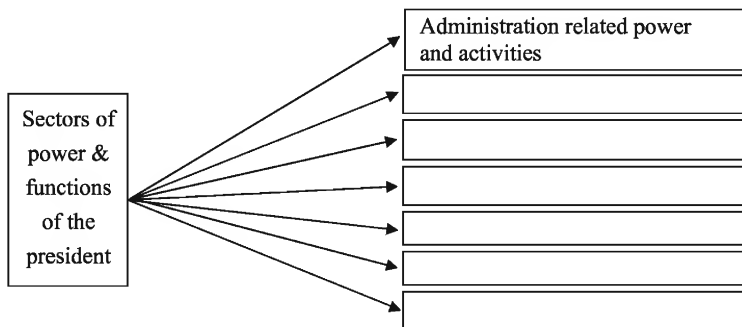 Administration related power
and activities
Sectors of
power &
functions
of the
president